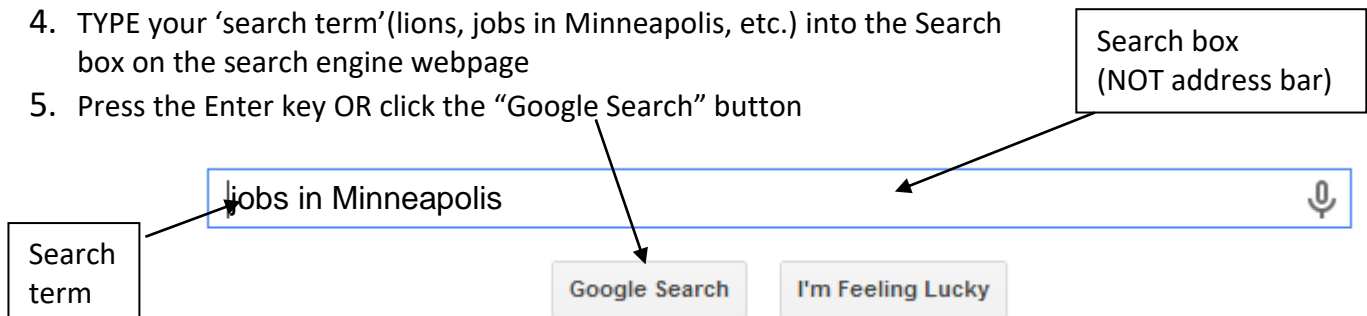 4. TYPE your ‘search term’(lions, jobs in Minneapolis, etc.) into the Search
box on the search engine webpage
5. Press the Enter key OR click the “Google Search” button
Search box
(NOT address bar)
jobs in Minneapolis
Search
term
Google Search
I'm Feeling Lucky